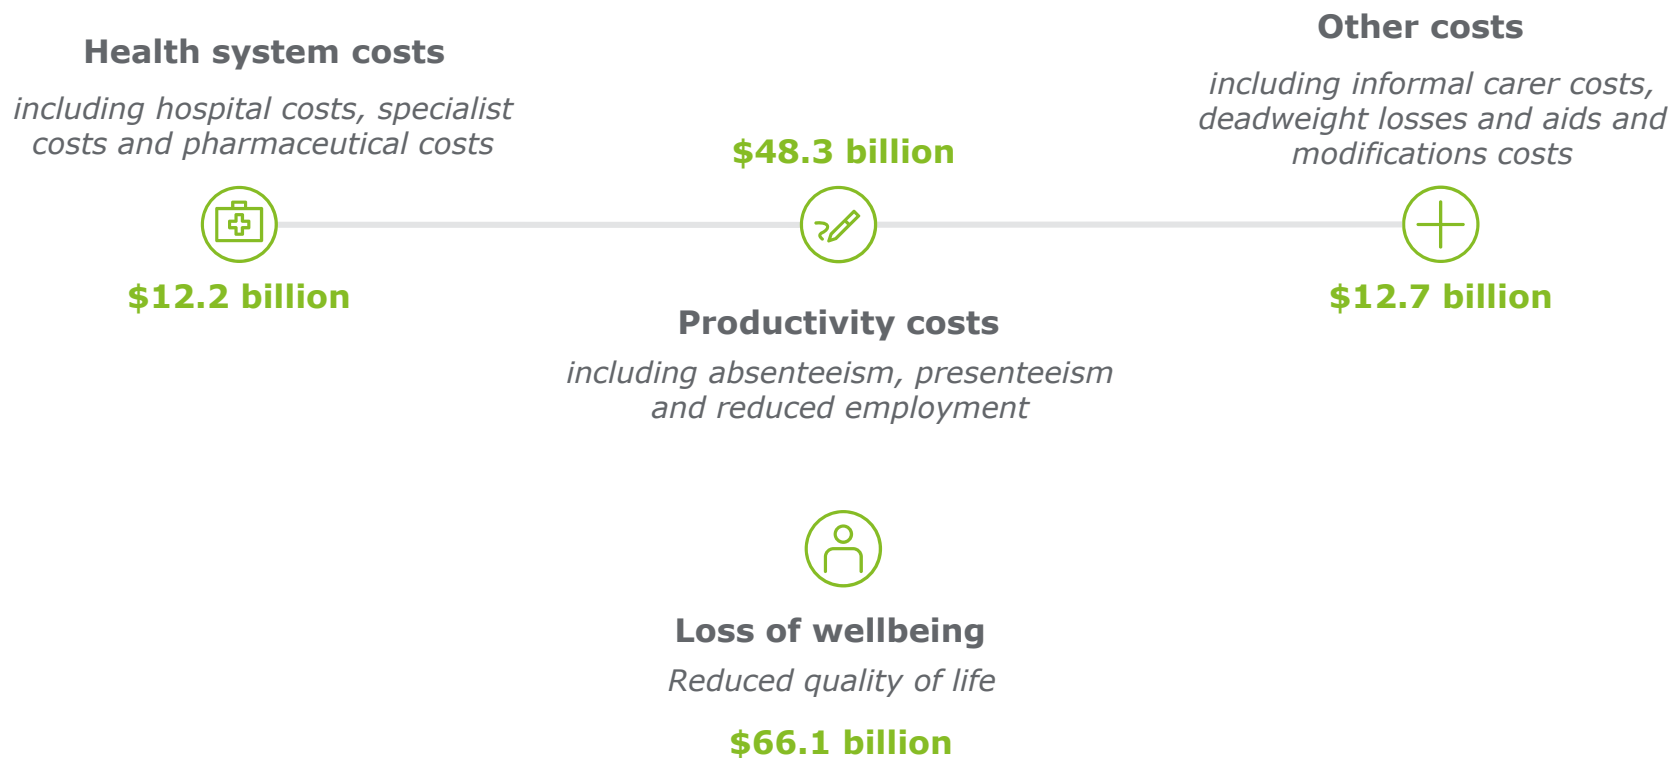 Health system costs
including hospital costs, specialist
costs and pharmaceutical costs
$12.2 billion
$48.3 billion
Productivity costs
including absenteeism, presenteeism
and reduced employment
Other costs
including informal carer costs,
deadweight losses and aids and
modifications costs
$12.7 billion
Loss of wellbeing
Reduced quality of life
$66.1 billion